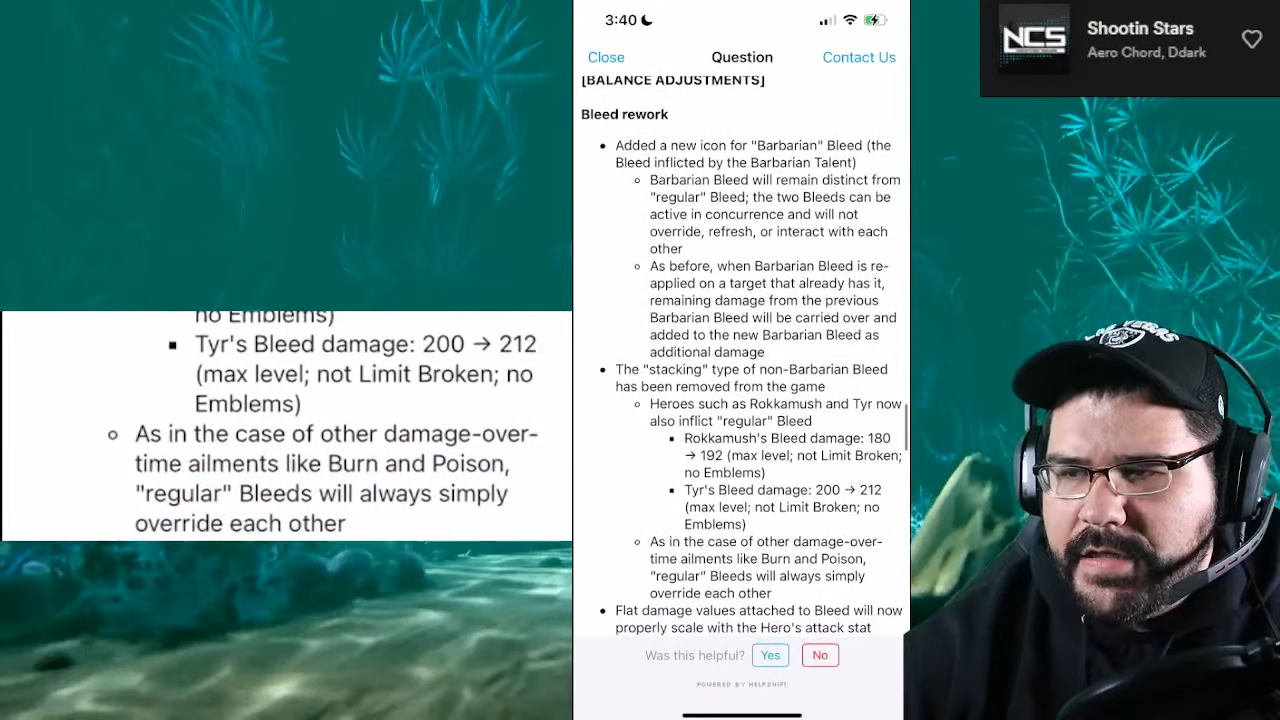 3:40
Close
Question
Contact Us
[BALANCE ADJUSTMENTS]
Bleed rework
• Added a new icon for "Barbarian" Bleed (the
Bleed inflicted by the Barbarian Talent)
Barbarian Bleed will remain distinct from
"regular" Bleed; the two Bleeds can be
active in concurrence and will not
override, refresh, or interact with each
other
As before, when Barbarian Bleed is re-
applied on a target that already has it,
remaining damage from the previous
Barbarian Bleed will be carried over and
added to the new Barbarian Bleed as
additional damage
• The "stacking" type of non-Barbarian Bleed
has been removed from the game
Heroes such as Rokkamush and Tyr now
also inflict "regular" Bleed
Rokkamush's Bleed damage: 180
→ 192 (max level; not Limit Broken;
no Emblems)
Tyr's Bleed damage: 200 → 212
(max level; not Limit Broken; no
Emblems)
As in the case of other damage-over-
time ailments like Burn and Poison,
"regular" Bleeds will always simply
override each other
• Flat damage values attached to Bleed will now
properly scale with the Hero's attack stat
Was this helpful?
Yes
No
POWERED BY HELPSHIFT
no Emblems)
Tyr's Bleed damage: 200 → 212
(max level; not Limit Broken; no
Emblems)
As in the case of other damage-over-
time ailments like Burn and Poison,
"regular" Bleeds will always simply
override each other
NCS
Shootin Stars
Aero Chord, Ddark